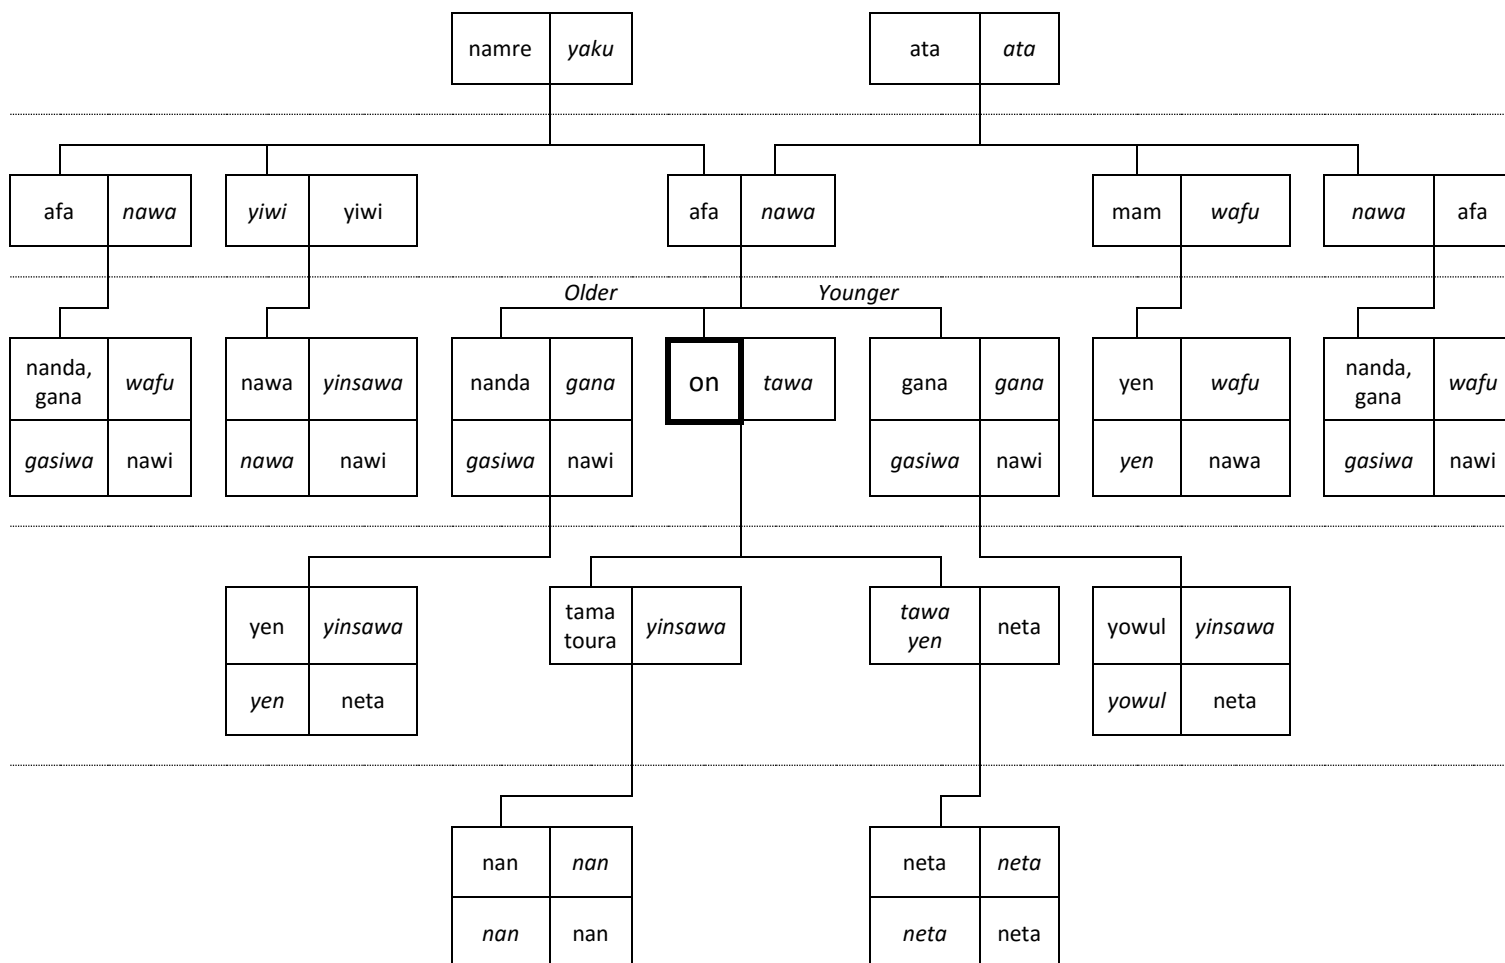 namre yaku ata ata
afa nawa yiwi yiwi afa nawa mam wafu nawa afa
Older Younger
nanda, gana wafu nawa yinsawa nanda gana on tawa gana gana yen wafu nanda, gana wafu
gasiwa nawi nawa nawi gasiwa nawi gasiwa nawi yen nawa gasiwa nawi
yen yinsawa tama toura yinsawa tawa yen neta yowul yinsawa
yen neta yowul neta
nan nan neta neta
nan nan neta neta